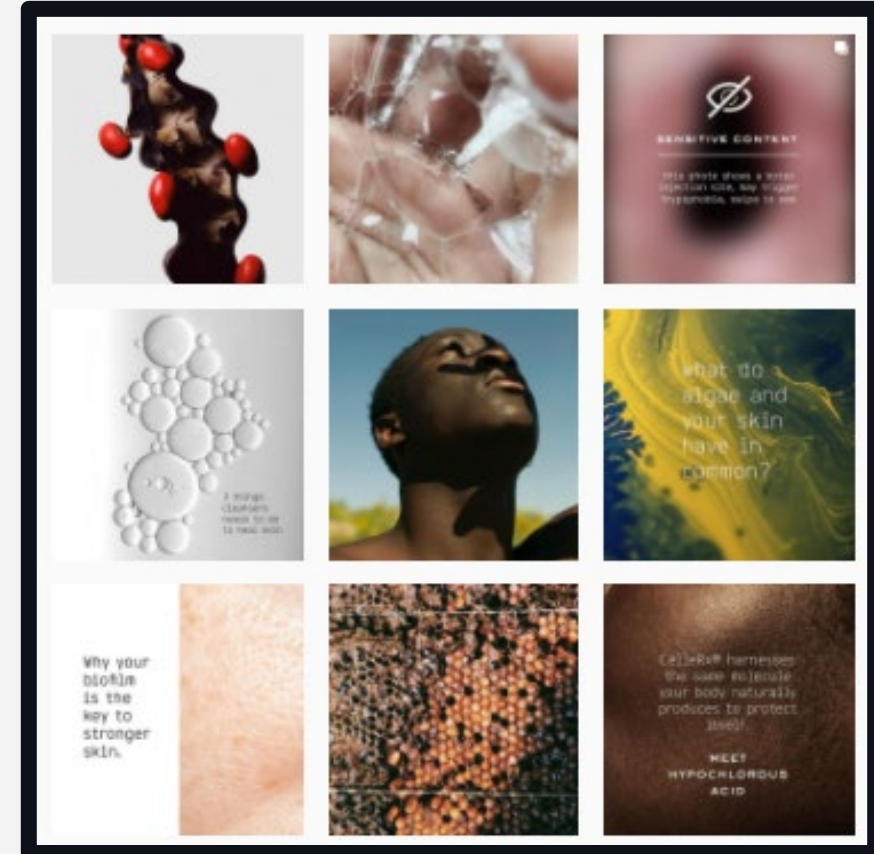 SENSITIVE CONTENT
this photo shows a botox
injection site, may trigger
trypophobia, swipe to see
3 things
cleansers
needs to do
to heal skin
what do
algae and
your skin
have in
common?
Why your
biofilm
is the
key to
stronger
skin.
CelleRx® harnesses
the same molecule
your body naturally
produces to protect
itself.
MEET
HYPOCHLOROUS
ACID